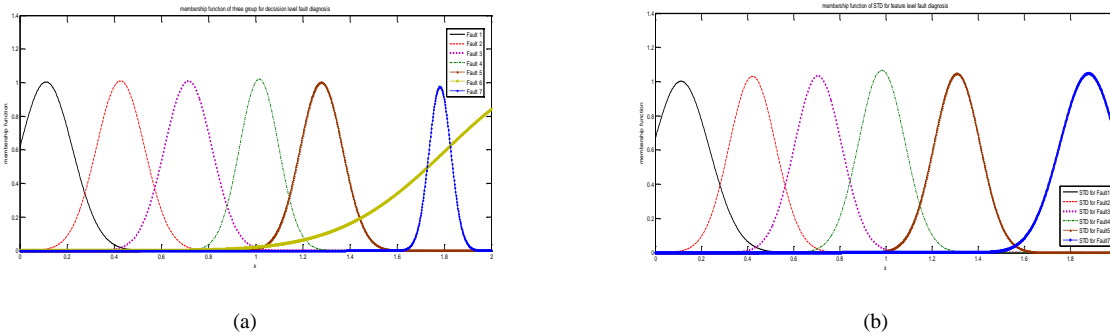 membership function of three group for decsision level fault diagnosis
1.4
1.2
1
0.8
0.6
0.4
0.2
0
membership function
0 0.2 0.4 0.6 0.8 1 1.2 1.4 1.6 1.8 2
x
Fault 1
Fault 2
Fault 3
Fault 4
Fault 5
Fault 6
Fault 7
(a)
membership function of STD for feature level fault diagnosis
1.4
1.2
1
0.8
0.6
0.4
0.2
0
membership function
0.2 0.4 0.6 0.8 1 1.2 1.4 1.6 1.8
x
STD for Fault1
STD for Fault2
STD for Fault3
STD for Fault4
STD for Fault5
STD for Fault7
(b)